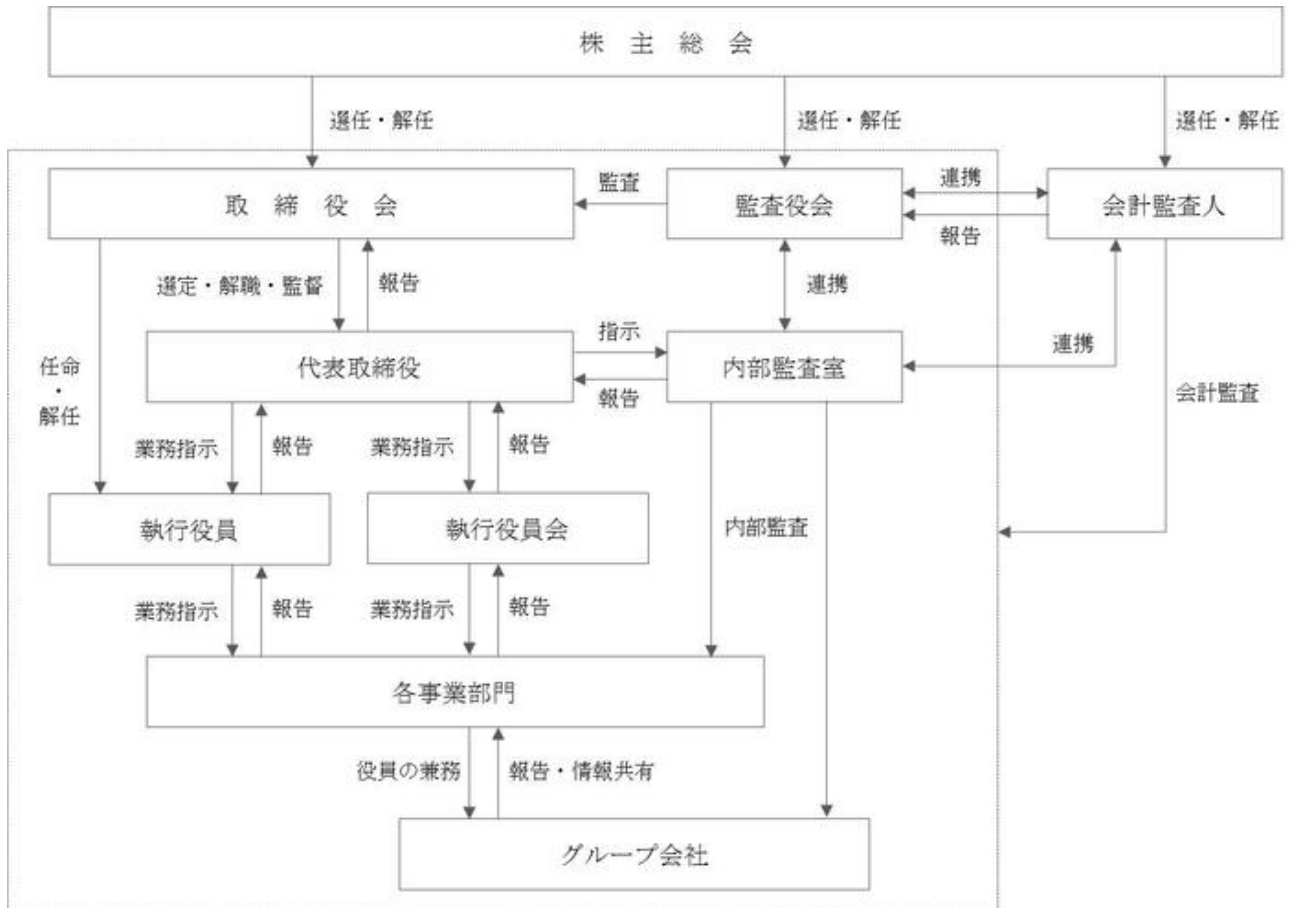 株主総会
選任・解任
選任・解任
選任・解任
取締役会
監査
監査役会
連携
報告
会計監査人
選定・解職・監督
報告
連携
任命
・
解任
代表取締役
指示
報告
内部監査室
連携
会計監査
業務指示
報告
業務指示
報告
執行役員
執行役員会
内部監査
業務指示
報告
業務指示
報告
各事業部門
役員の兼務
報告・情報共有
グループ会社